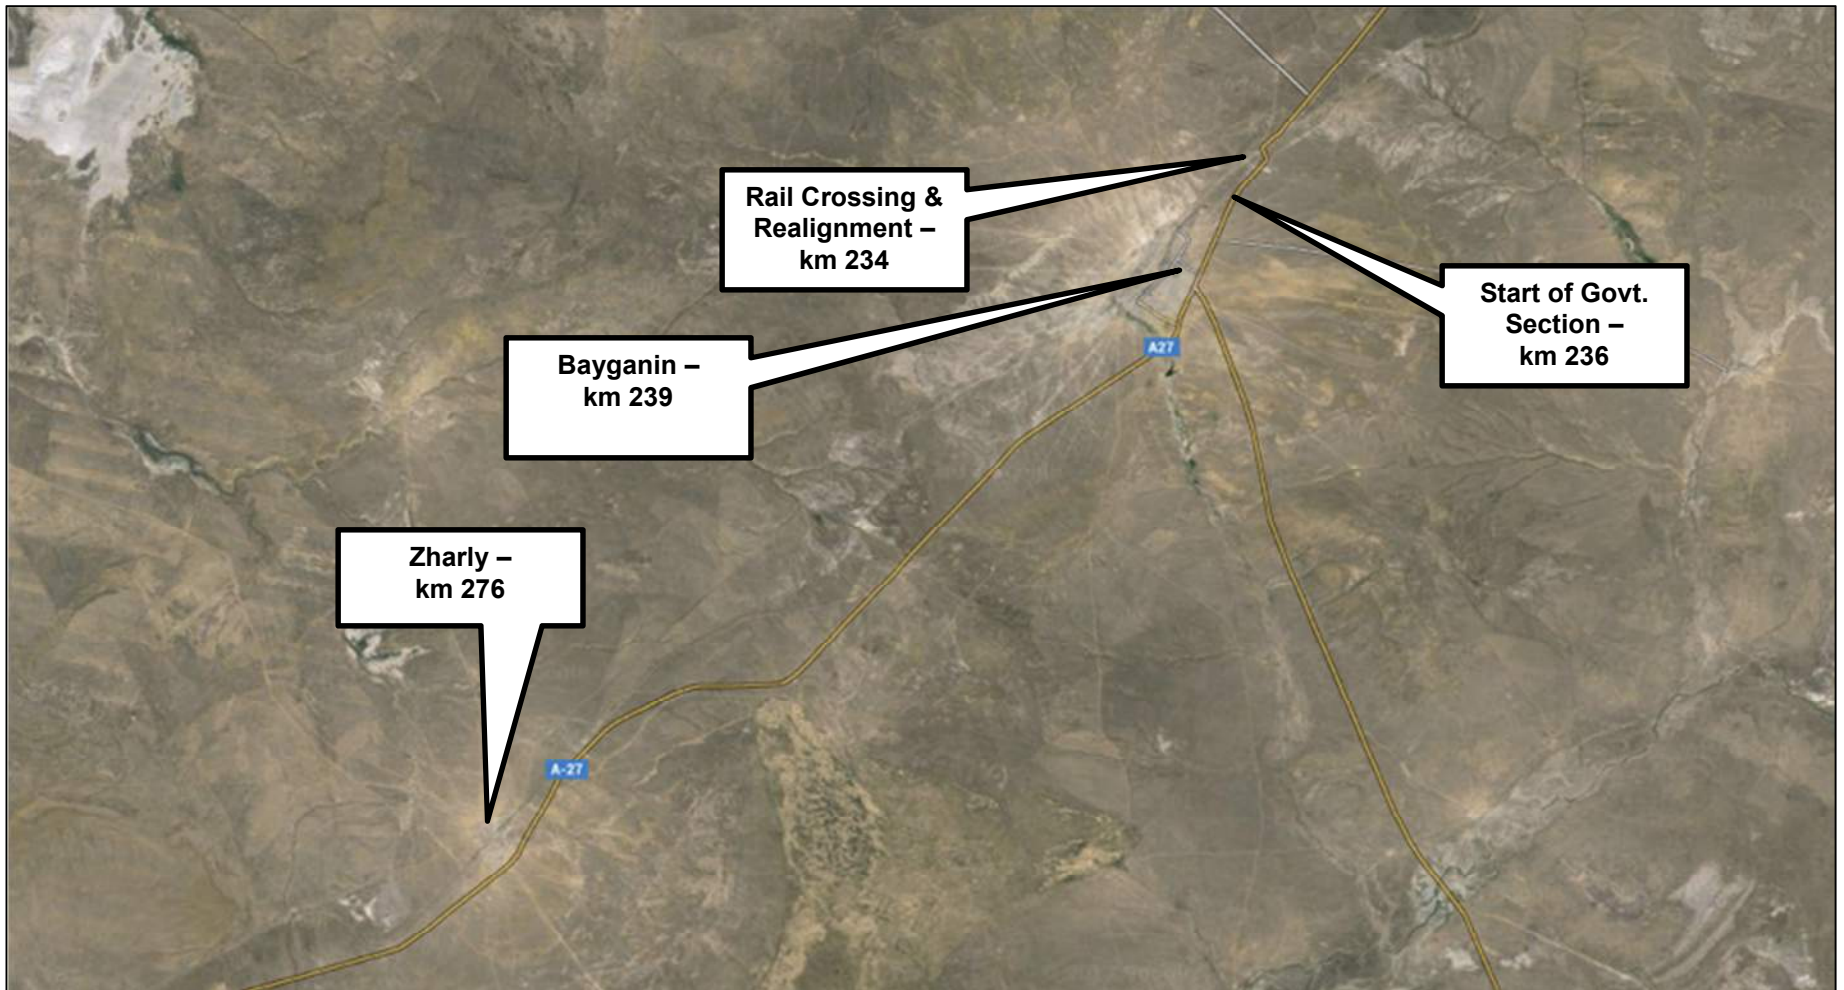 Rail Crossing &
Realignment –
km 234
Start of Govt.
Section –
km 236
Bayganin –
km 239
A27
Zharly –
km 276
A-27